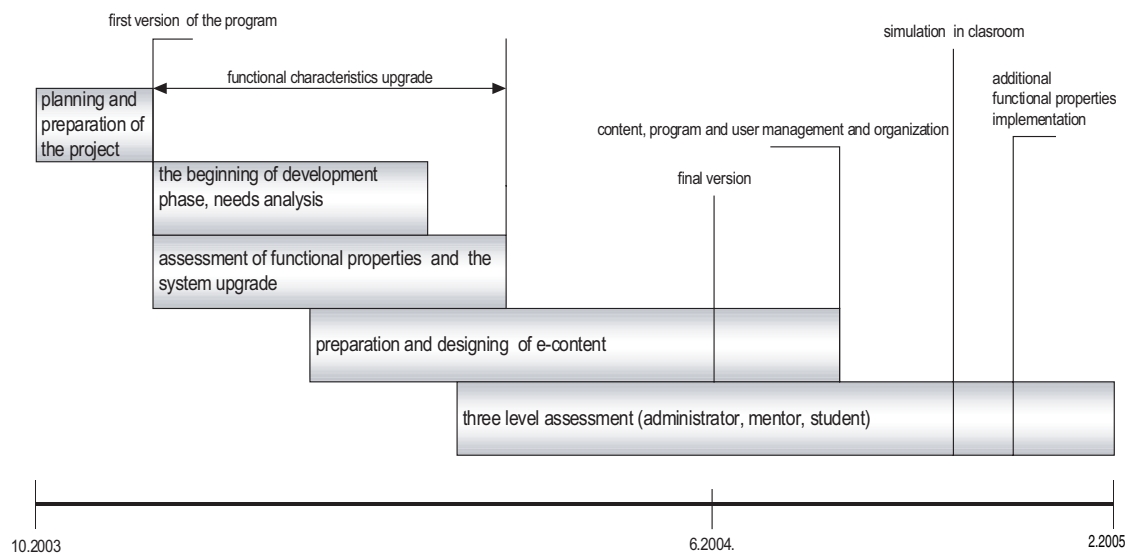 first version of the program
simulation in clasroom
functional characteristics upgrade
additional
functional properties
implementation
planning and
preparation of
the project
content, program and user management and organization
the beginning of development
phase, needs analysis
final version
assessment of functional properties and the
system upgrade
preparation and designing of e-content
three level assessment (administrator, mentor, student)
10.2003
6.2004.
2.2005